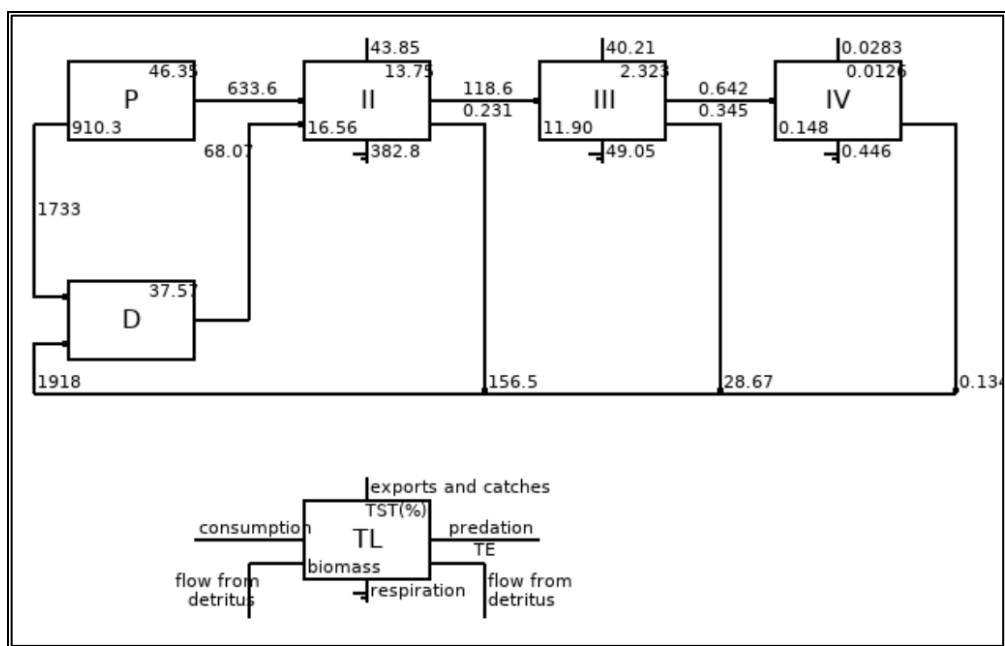 43.85
40.21
0.0283
46.35
13.75
2.323
0.0126
P
633.6
II
118.6
III
0.642
IV
0.231
0.345
910.3
16.56
11.90
0.148
68.07
382.8
49.05
0.446
1733
37.57
D
1918
156.5
28.67
0.134
exports and catches
TST(%)
consumption
predation
TL
TE
biomass
flow from
detritus
respiration
flow from
detritus